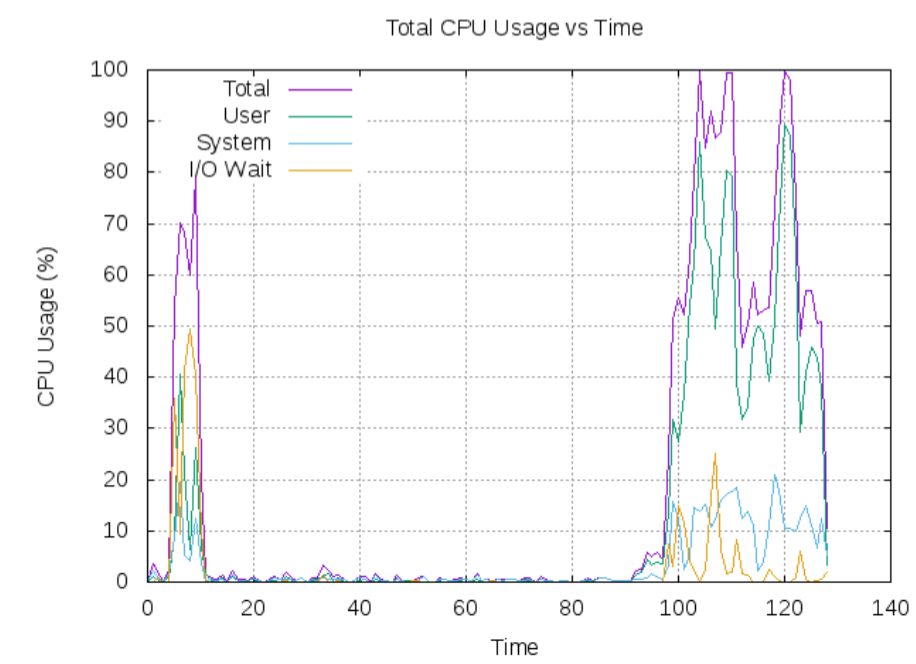 Total CPU Usage vs Time
100
90
80
70
60
50
40
30
20
10
0
Total
User
System
I/O Wait
CPU Usage (%)
0 20 40 60 80 100 120 140
Time